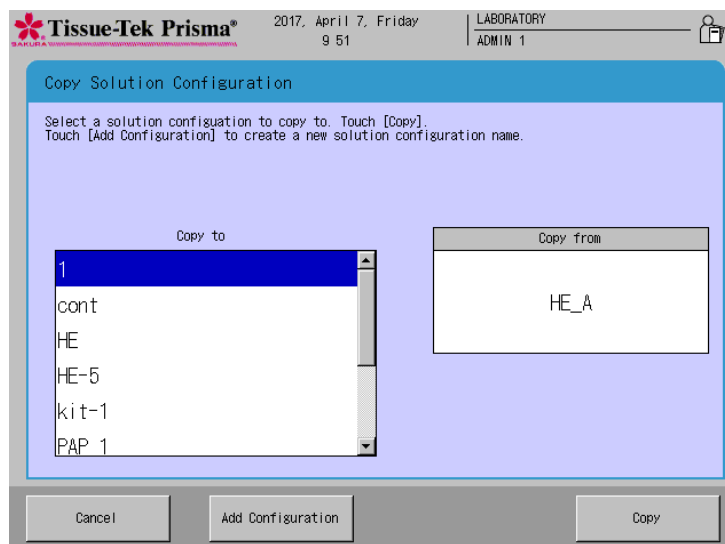 SAKURA
Tissue-Tek Prisma®
2017, April 7, Friday
9 51
LABORATORY
ADMIN 1
Copy Solution Configuration
Select a solution configuation to copy to. Touch [Copy].
Touch [Add Configuration] to create a new solution configuration name.
Copy to
1
cont
HE
HE-5
kit-1
PAP 1
Copy from
HE_A
Cancel
Add Configuration
Copy